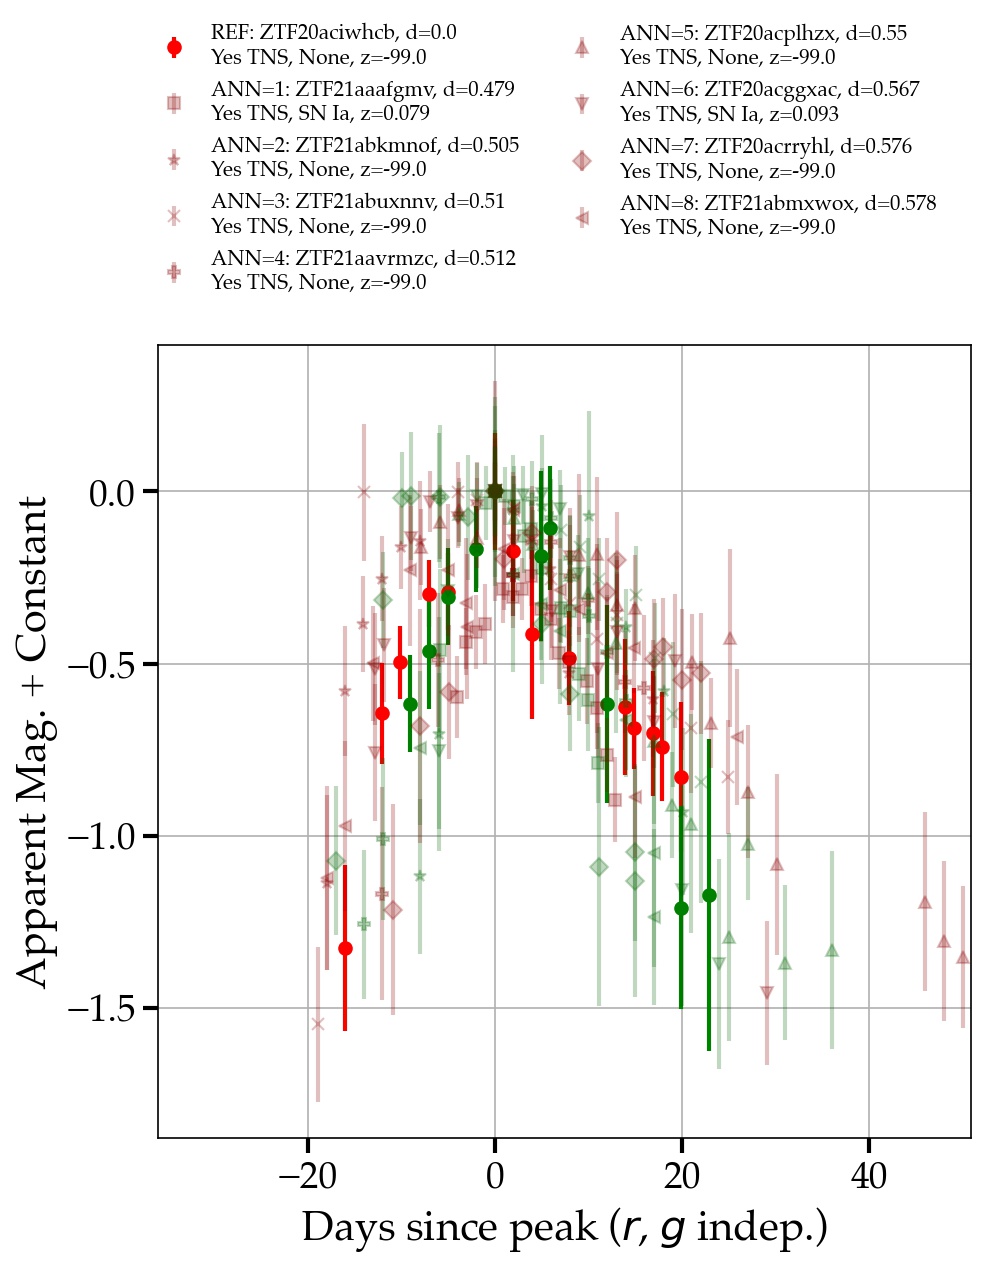 REF: ZTF20aciwhcb, d=0.0
Yes TNS, None, z=-99.0
ANN=1: ZTF21aaafgmv, d=0.479
Yes TNS, SN Ia, z=0.079
ANN=2: ZTF21abkmnof, d=0.505
Yes TNS, None, z=-99.0
ANN=3: ZTF21abuxnnv, d=0.51
Yes TNS, None, z=-99.0
ANN=4: ZTF21aavrmzc, d=0.512
Yes TNS, None, z=-99.0
ANN=5: ZTF20acplhzx, d=0.55
Yes TNS, None, z=-99.0
ANN=6: ZTF20acggxac, d=0.567
Yes TNS, SN Ia, z=0.093
ANN=7: ZTF20acrryhl, d=0.576
Yes TNS, None, z=-99.0
ANN=8: ZTF21abmxwox, d=0.578
Yes TNS, None, z=-99.0
Apparent Mag. + Constant
0.0
−0.5
−1.0
−1.5
−20
0
20
40
Days since peak (r, g indep.)